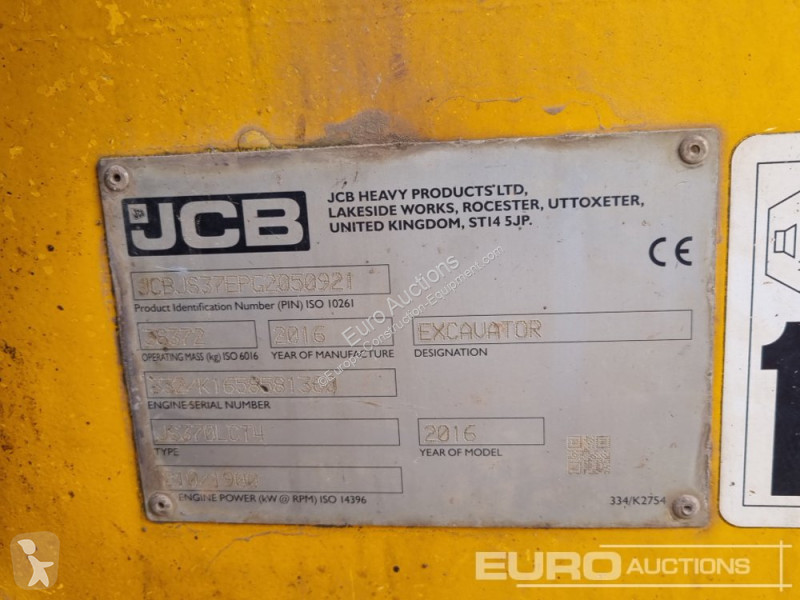 JCB
JCB HEAVY PRODUCTS LTD,
LAKESIDE WORKS, ROCESTER, UTTOXETER,
UNITED KINGDOM, ST14 5JP.
CE
JCBJS37EPG2050921
Product Identification Number (PIN) ISO 10261
2016
EXCAVATOR
OPERATING MASS (kg) ISO 6016
YEAR OF MANUFACTURE
DESIGNATION
ENGINE SERIAL NUMBER
2016
TYPE
YEAR OF MODEL
ENGINE POWER (kW @ RPM) ISO 14396
334/K2754
Euro Auctions
EURO AUCTIONS